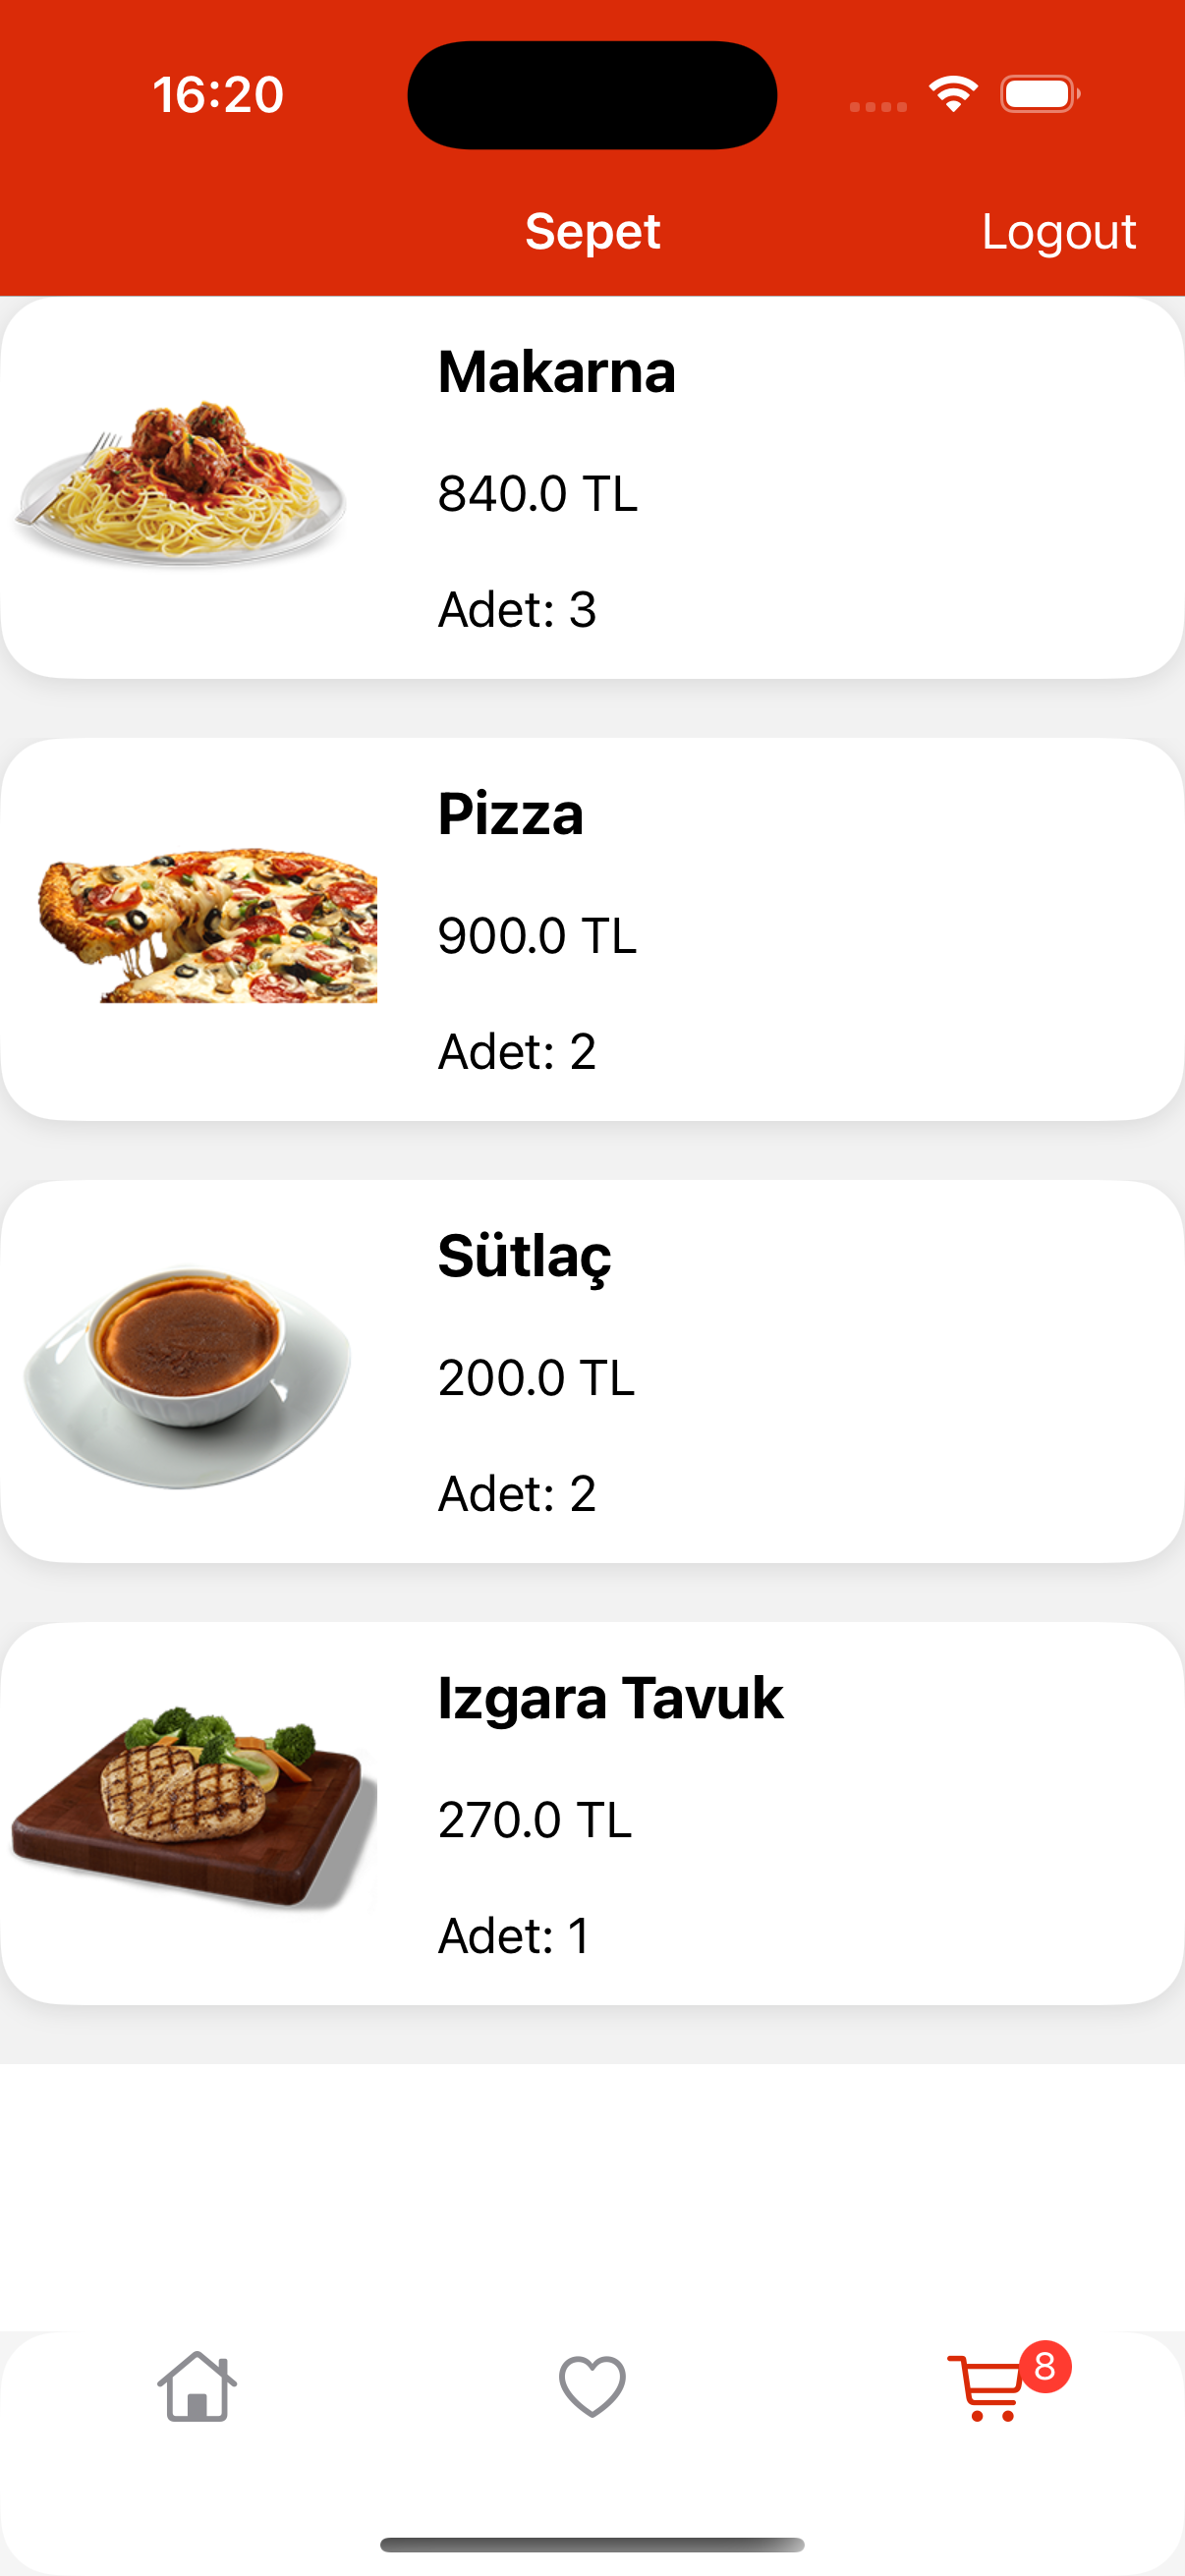 16:20
Sepet
Logout
Makarna
840.0 TL
Adet: 3
Pizza
900.0 TL
Adet: 2
Sütlaç
200.0 TL
Adet: 2
Izgara Tavuk
270.0 TL
Adet: 1
8